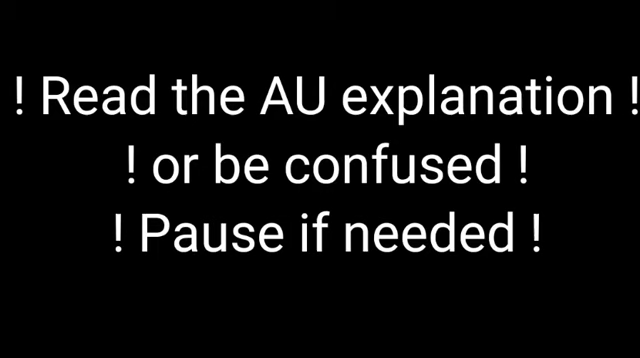 ! Read the AU explanation !
! or be confused !
! Pause if needed !